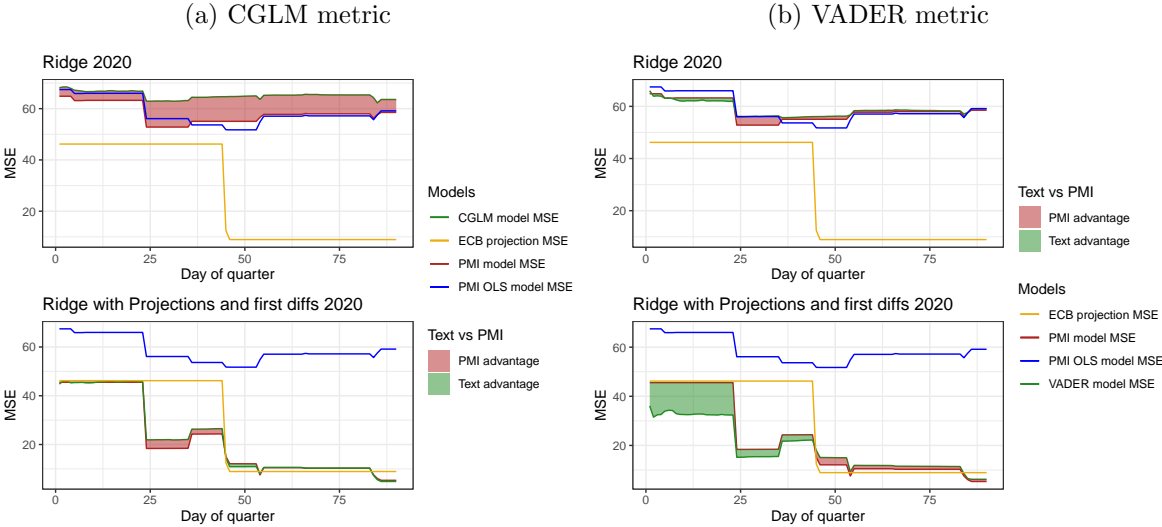 (a) CGLM metric
Ridge 2020
MSE
60
40
20
0
25
50
75
Day of quarter
Ridge with Projections and first diffs 2020
MSE
60
40
20
0
25
50
75
Day of quarter
Models
CGLM model MSE
ECB projection MSE
PMI model MSE
PMI OLS model MSE
Text vs PMI
PMI advantage
Text advantage
(b) VADER metric
Ridge 2020
MSE
60
40
20
0
25
50
75
Day of quarter
Ridge with Projections and first diffs 2020
MSE
60
40
20
0
25
50
75
Day of quarter
Text vs PMI
PMI advantage
Text advantage
Models
ECB projection MSE
PMI model MSE
PMI OLS model MSE
VADER model MSE